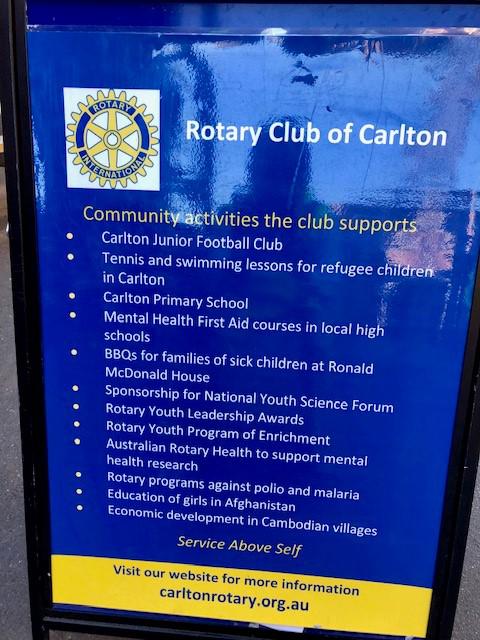 ROTARY
INTERNATIONAL
Rotary Club of Carlton
Community activities the club supports
• Carlton Junior Football Club
• Tennis and swimming lessons for refugee children
in Carlton
• Carlton Primary School
• Mental Health First Aid courses in local high
schools
• BBQs for families of sick children at Ronald
McDonald House
• Sponsorship for National Youth Science Forum
• Rotary Youth Leadership Awards
• Rotary Youth Program of Enrichment
• Australian Rotary Health to support mental
health research
• Rotary programs against polio and malaria
• Education of girls in Afghanistan
• Economic development in Cambodian villages
Service Above Self
Visit our website for more information
carltonrotary.org.au